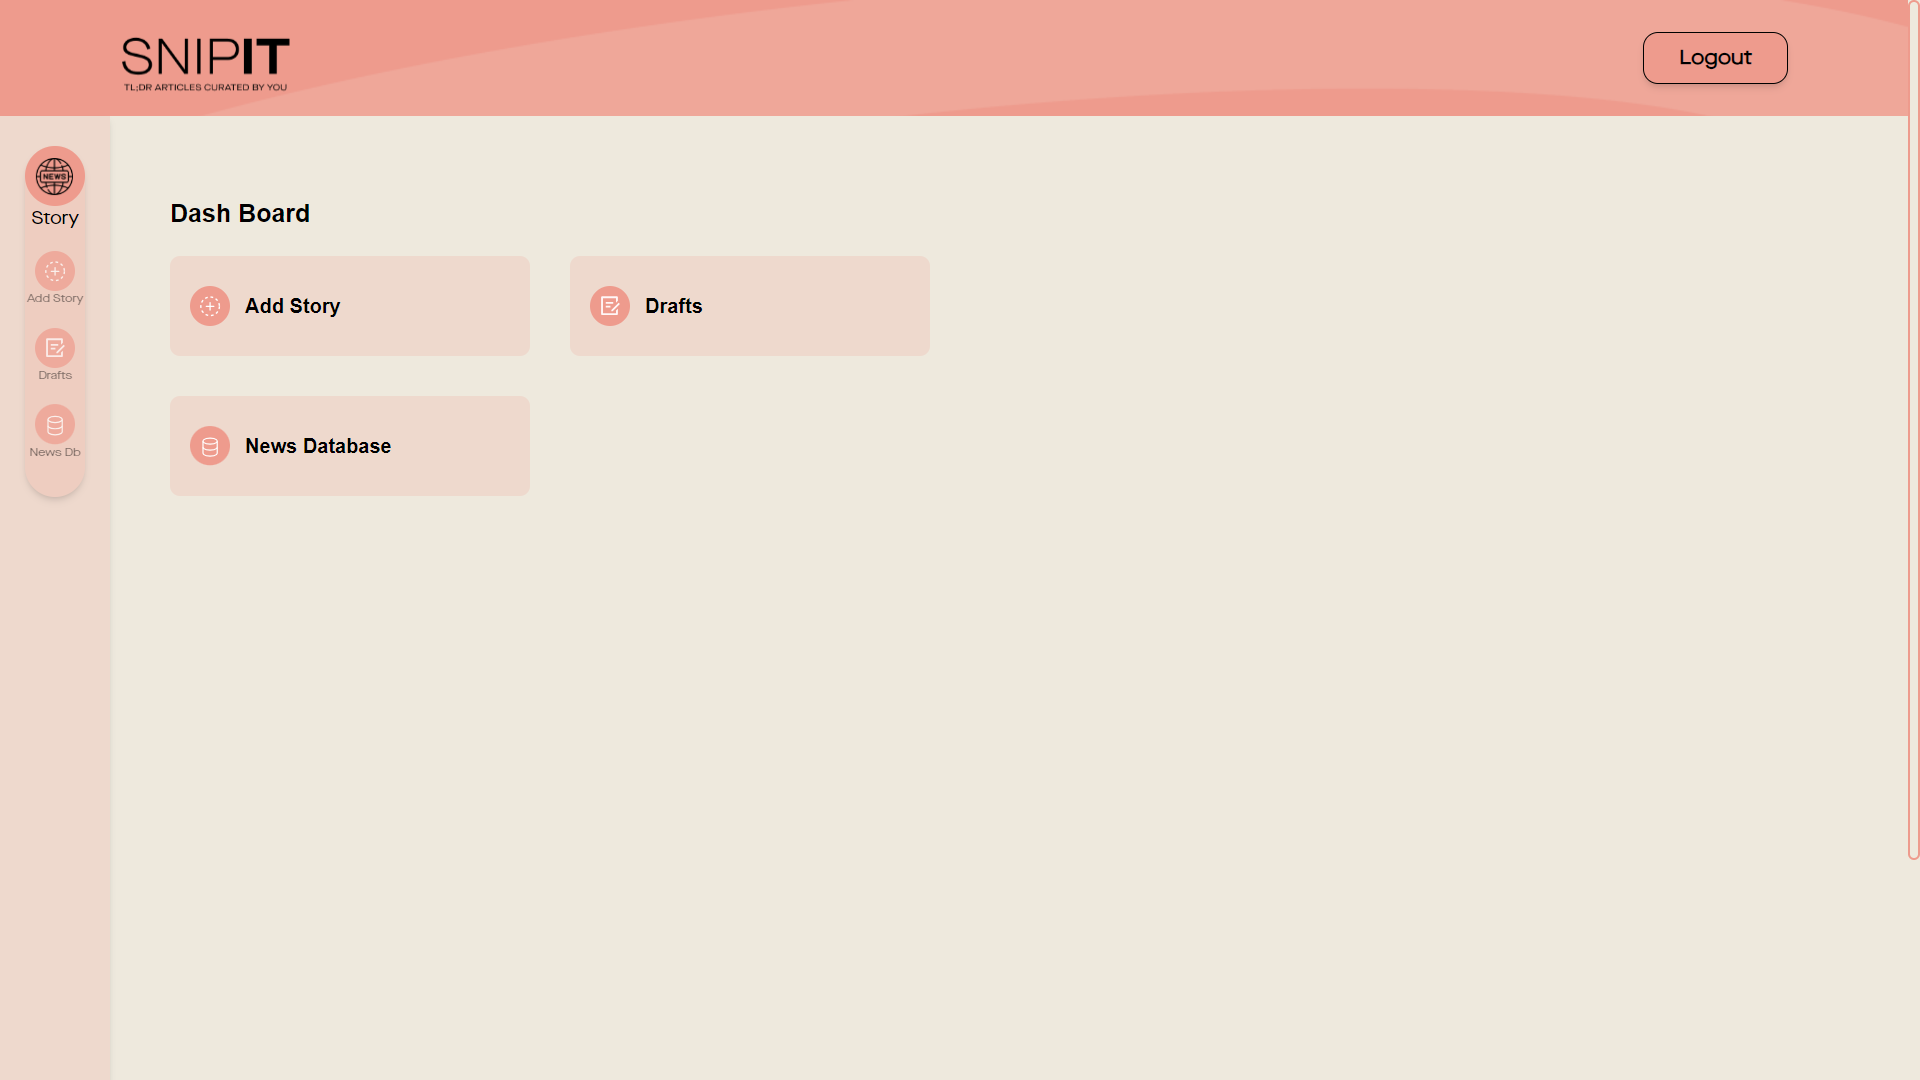 SNIPIT
TL;DR ARTICLES CURATED BY YOU
Logout
NEWS
Story
Add Story
Drafts
News Db
Dash Board
Add Story
Drafts
News Database